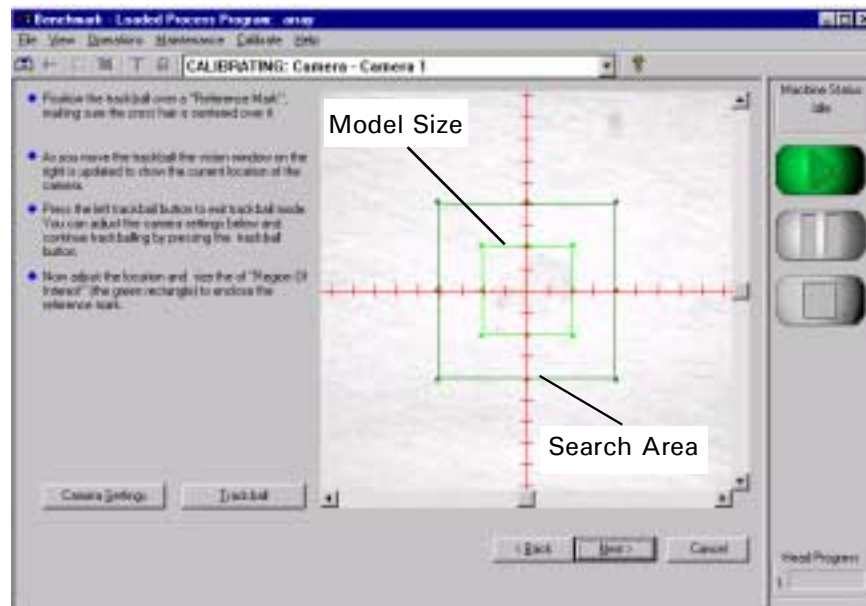 Benchmark - Loaded Process Program: array
File View Operations Maintenance Calibrate Help
CALIBRATING: Camera - Camera 1
Position the trackball over a "Reference Mark",
making sure the cross hair is centered over it
As you move the trackball the vision window on the
right is updated to show the current location of the
camera.
Press the left trackball button to exit trackball mode.
You can adjust the camera settings below and
continue trackballing by pressing the trackball
button.
Now adjust the location and size the of "Region Of
Interest" (the green rectangle) to enclose the
reference mark.
Model Size
Search Area
Camera Settings
Trackball
< Back
Next >
Cancel
Machine Status
Idle
Head Progress
1